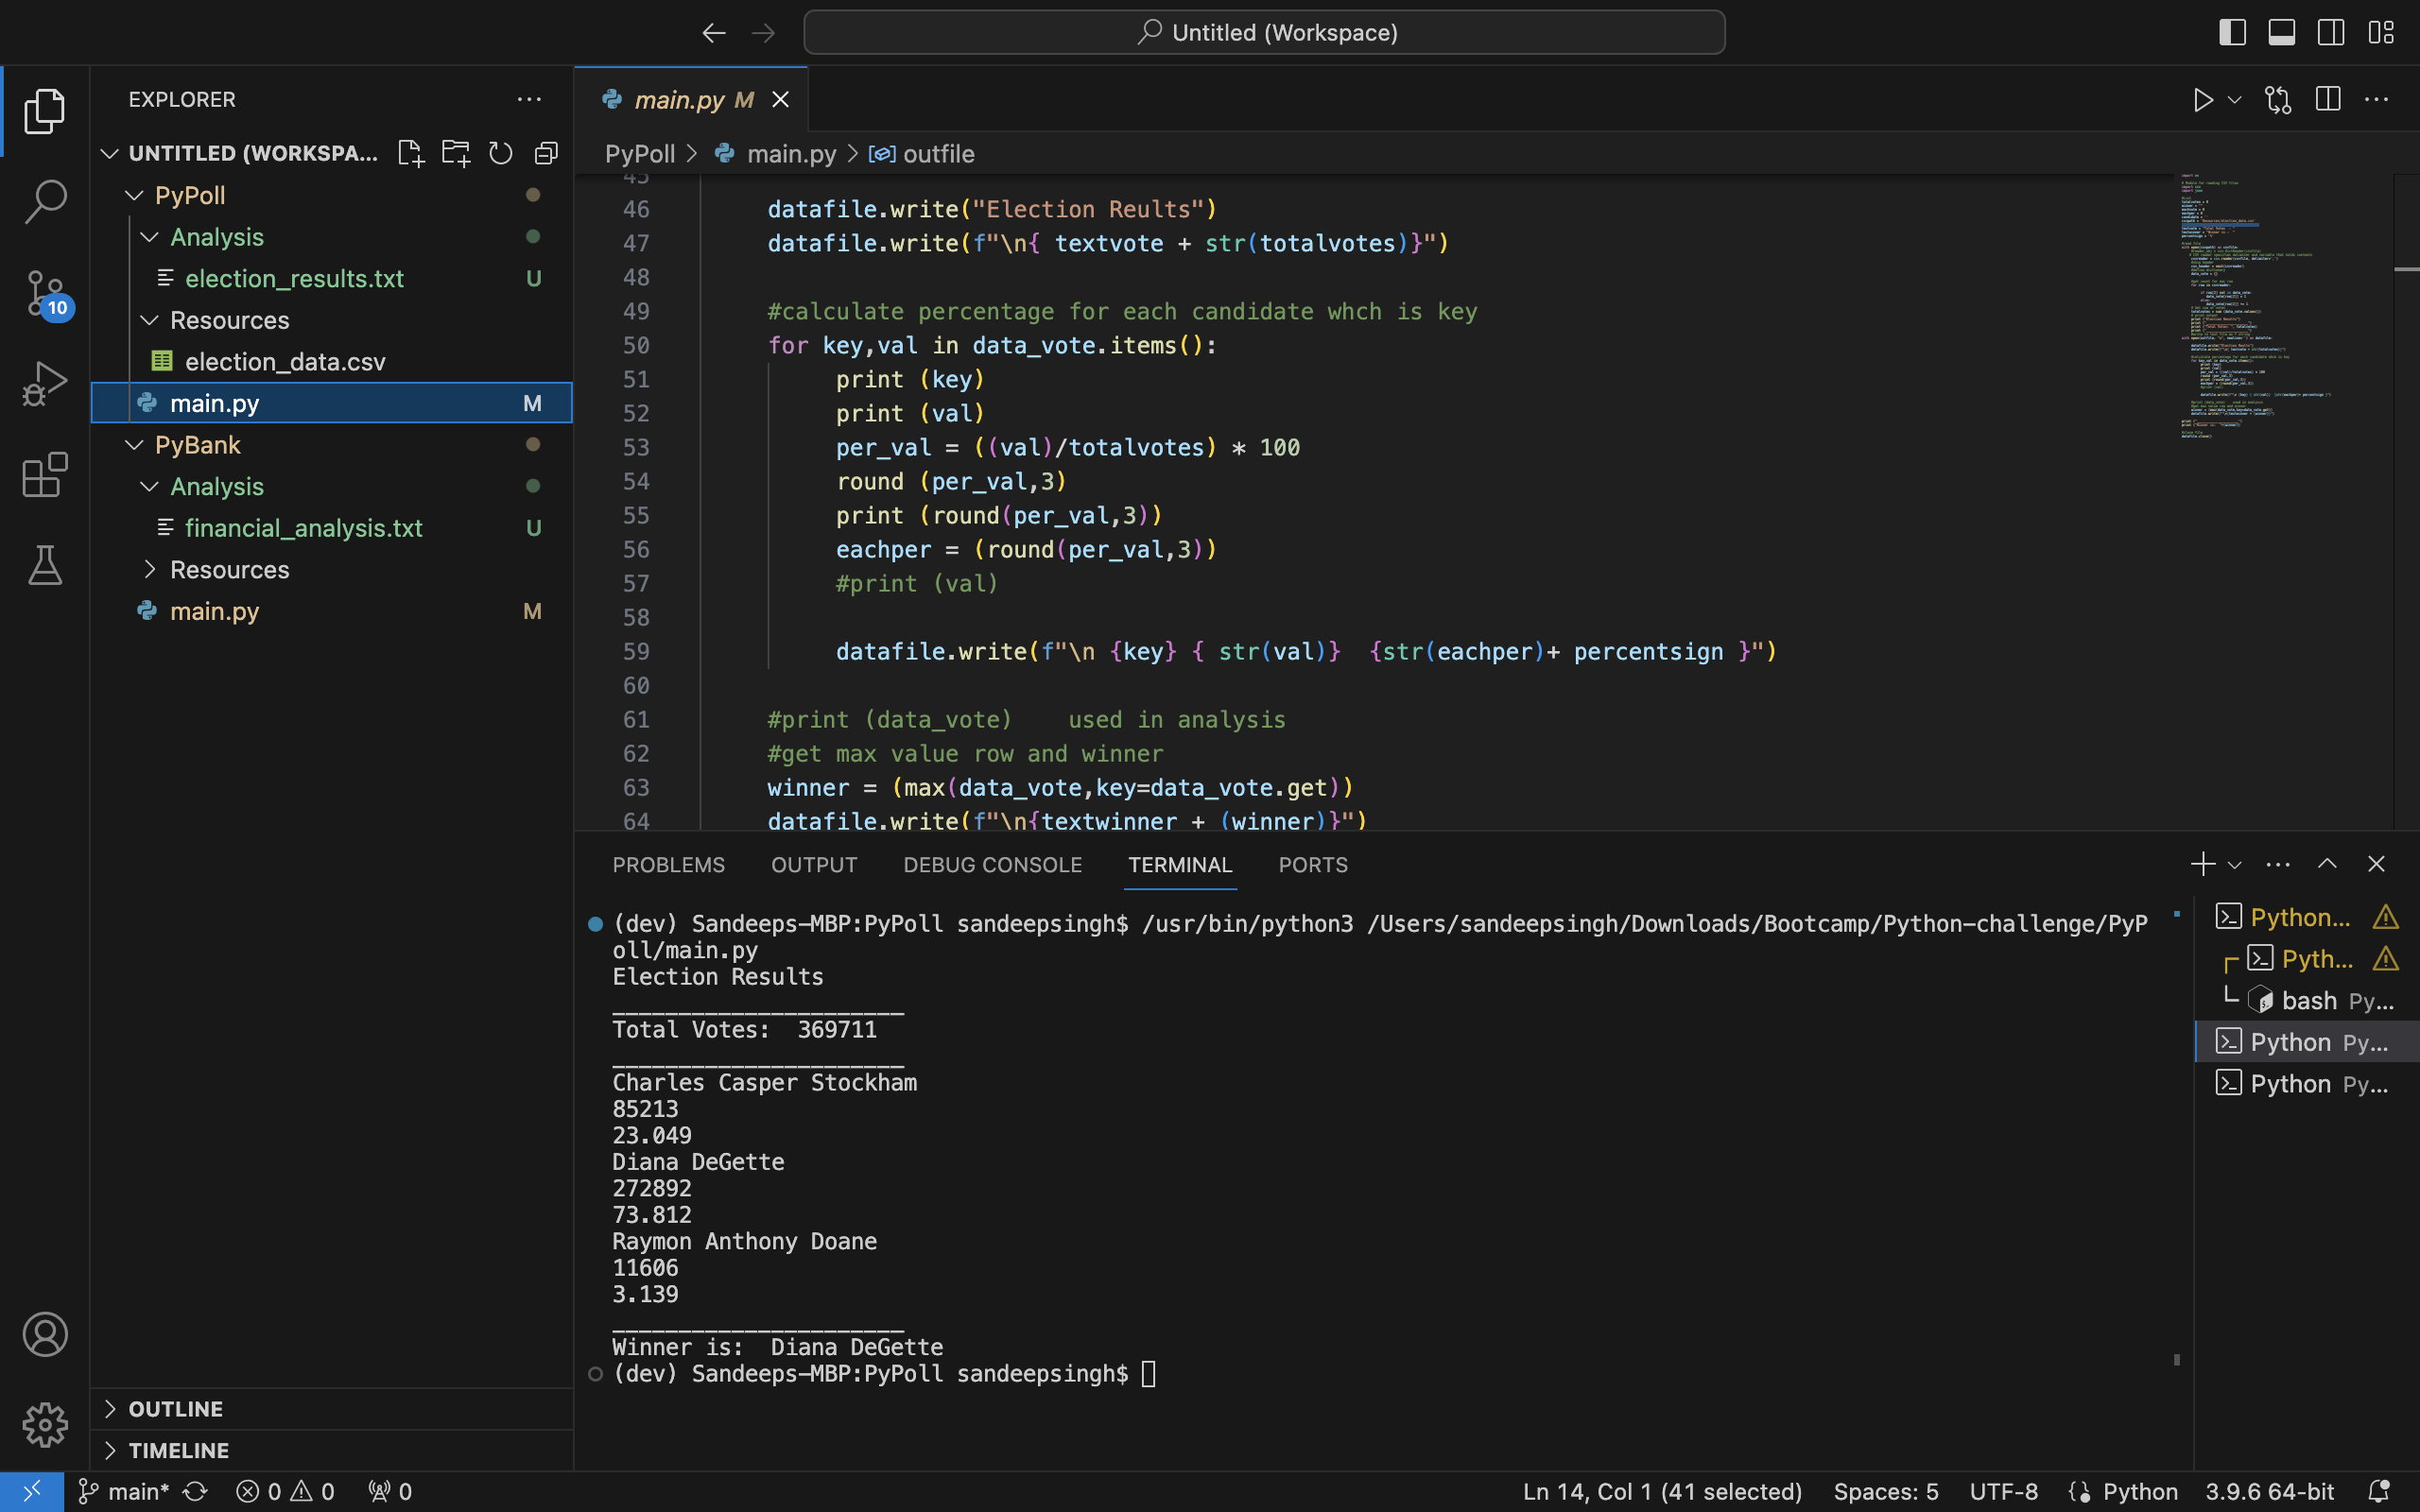 Untitled (Workspace)
EXPLORER
UNTITLED (WORKSPA...
PyPoll
Analysis
election_results.txt U
Resources
election_data.csv
main.py M
PyBank
Analysis
financial_analysis.txt U
Resources
main.py M
OUTLINE
TIMELINE
10
main.py M
PyPoll > main.py > outfile
45
46 datafile.write("Election Reults")
47 datafile.write(f"\n{ textvote + str(totalvotes)}")
48
49 #calculate percentage for each candidate whch is key
50 for key,val in data_vote.items():
51 print (key)
52 print (val)
53 per_val = ((val)/totalvotes) * 100
54 round (per_val,3)
55 print (round(per_val,3))
56 eachper = (round(per_val,3))
57 #print (val)
58
59 datafile.write(f"\n {key} { str(val)}  {str(eachper)+ percentsign }")
60
61 #print (data_vote)    used in analysis
62 #get max value row and winner
63 winner = (max(data_vote,key=data_vote.get))
64 datafile.write(f"\n{textwinner + (winner)}")
PROBLEMS OUTPUT DEBUG CONSOLE TERMINAL PORTS
(dev) Sandeeps-MBP:PyPoll sandeepsingh$ /usr/bin/python3 /Users/sandeepsingh/Downloads/Bootcamp/Python-challenge/PyP
oll/main.py
Election Results
______________________
Total Votes:  369711
______________________
Charles Casper Stockham
85213
23.049
Diana DeGette
272892
73.812
Raymon Anthony Doane
11606
3.139
______________________
Winner is:  Diana DeGette
(dev) Sandeeps-MBP:PyPoll sandeepsingh$
Python...
Pyth...
bash Py...
Python Py...
Python Py...
main* 0 0 0 Ln 14, Col 1 (41 selected) Spaces: 5 UTF-8 Python 3.9.6 64-bit